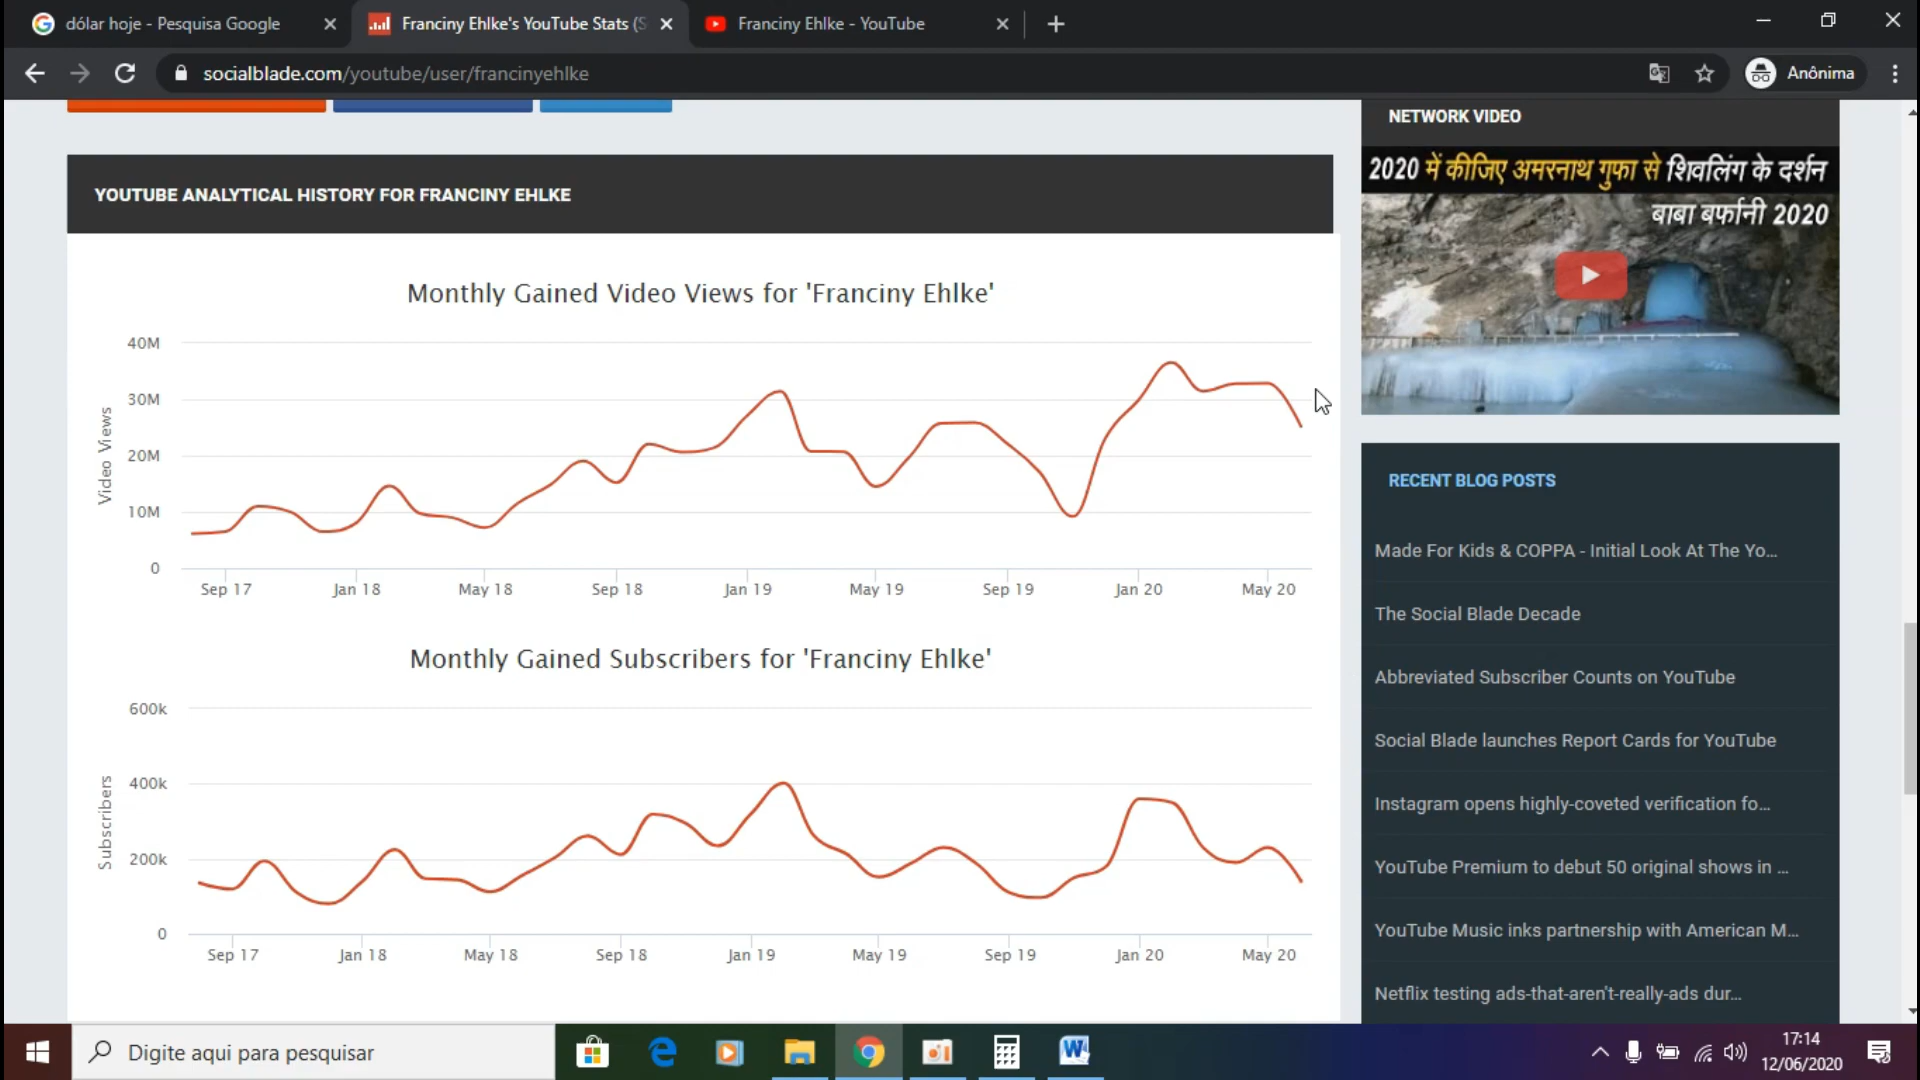 dólar hoje - Pesquisa Google
Franciny Ehlke's YouTube Stats (S
Franciny Ehlke - YouTube
socialblade.com/youtube/user/francinyehlke
Anônima
YOUTUBE ANALYTICAL HISTORY FOR FRANCINY EHLKE
Monthly Gained Video Views for 'Franciny Ehlke'
Video Views
40M
30M
20M
10M
0
Sep 17 Jan 18 May 18 Sep 18 Jan 19 May 19 Sep 19 Jan 20 May 20
Monthly Gained Subscribers for 'Franciny Ehlke'
Subscribers
600k
400k
200k
0
Sep 17 Jan 18 May 18 Sep 18 Jan 19 May 19 Sep 19 Jan 20 May 20
NETWORK VIDEO
2020 में कीजिए अमरनाथ गुफा से शिवलिंग के दर्शन
बाबा बर्फानी 2020
RECENT BLOG POSTS
Made For Kids & COPPA - Initial Look At The Yo...
The Social Blade Decade
Abbreviated Subscriber Counts on YouTube
Social Blade launches Report Cards for YouTube
Instagram opens highly-coveted verification fo...
YouTube Premium to debut 50 original shows in ...
YouTube Music inks partnership with American M...
Netflix testing ads-that-aren't-really-ads dur...
Digite aqui para pesquisar
17:14
12/06/2020